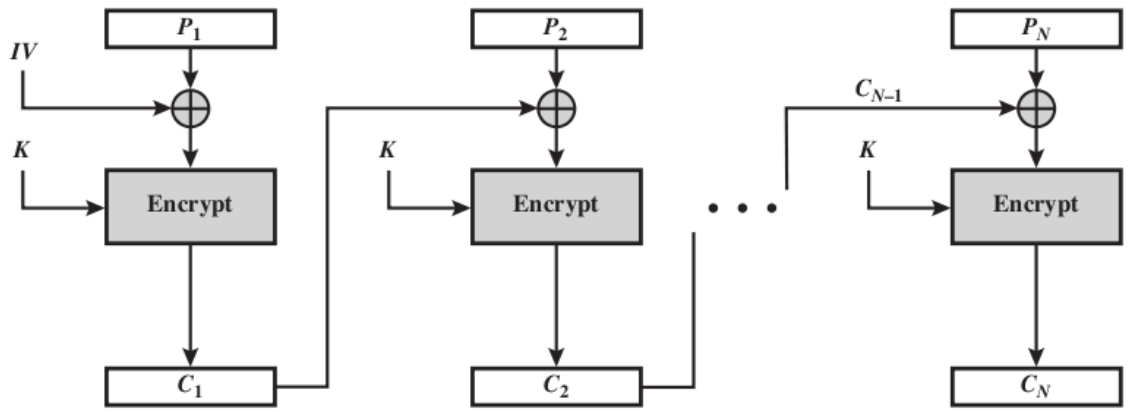 P1 P2 PN
IV
CN–1
K K K
Encrypt Encrypt Encrypt
C1 C2 CN